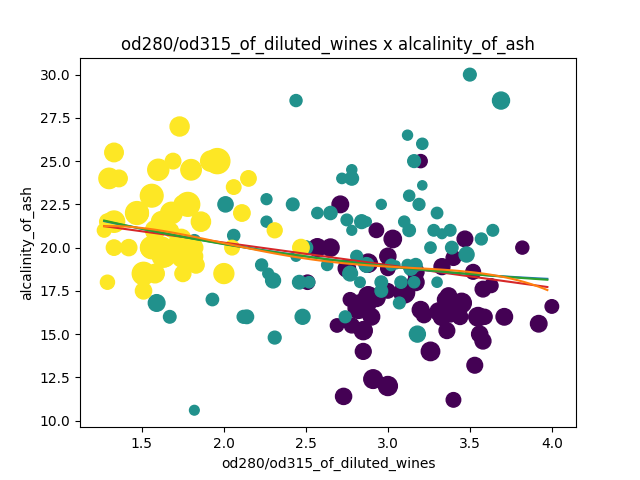 od280/od315_of_diluted_wines x alcalinity_of_ash
30.0
27.5
25.0
22.5
20.0
17.5
15.0
12.5
10.0
alcalinity_of_ash
1.5 2.0 2.5 3.0 3.5 4.0
od280/od315_of_diluted_wines